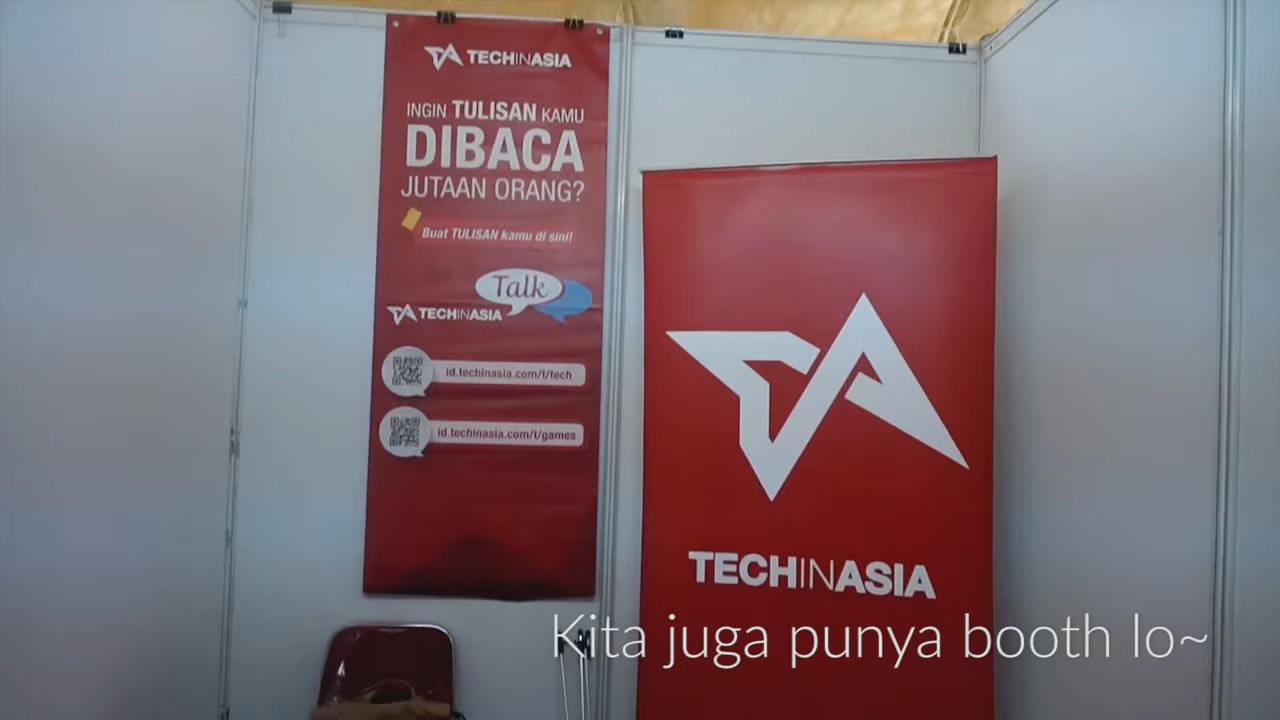 TECHINASIA
INGIN TULISAN KAMU
DIBACA
JUTAAN ORANG?
Buat TULISAN kamu di sini!
Talk
TECHINASIA
id.techinasia.com/t/tech
id.techinasia.com/t/games
TECHINASIA
Kita juga punya booth lo~